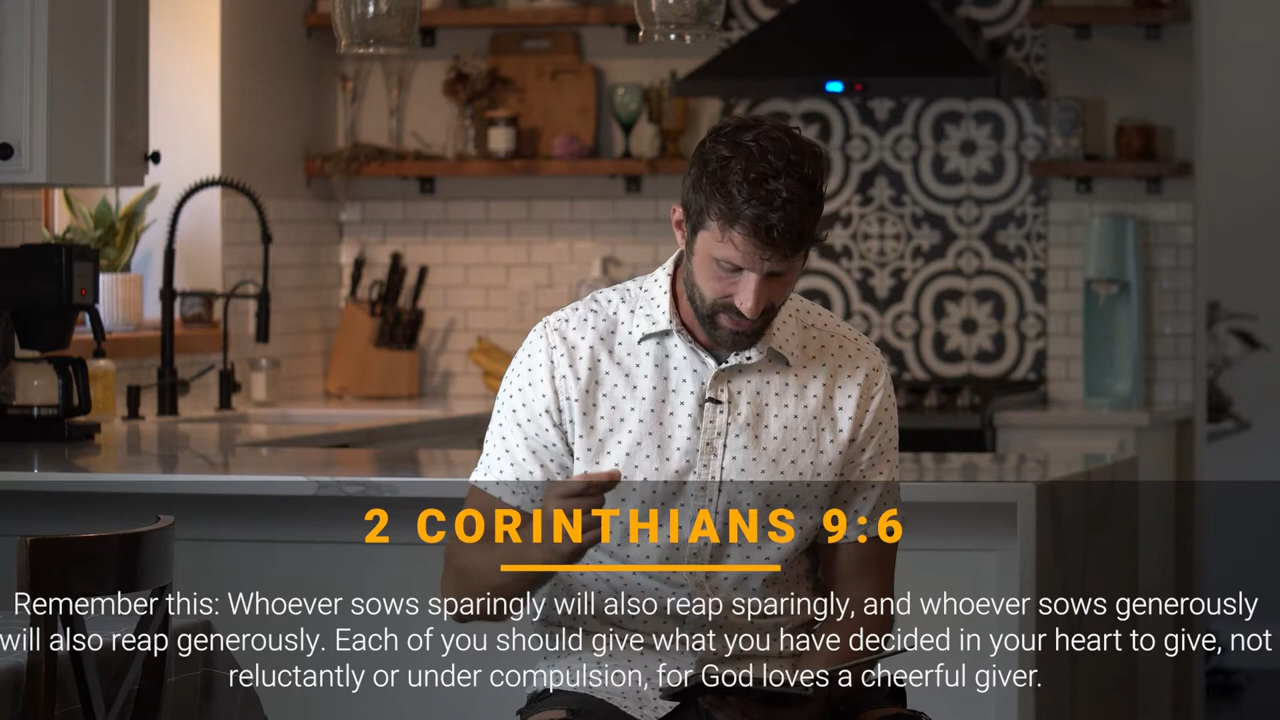 2 CORINTHIANS 9:6
Remember this: Whoever sows sparingly will also reap sparingly, and whoever sows generously
will also reap generously. Each of you should give what you have decided in your heart to give, not
reluctantly or under compulsion, for God loves a cheerful giver.